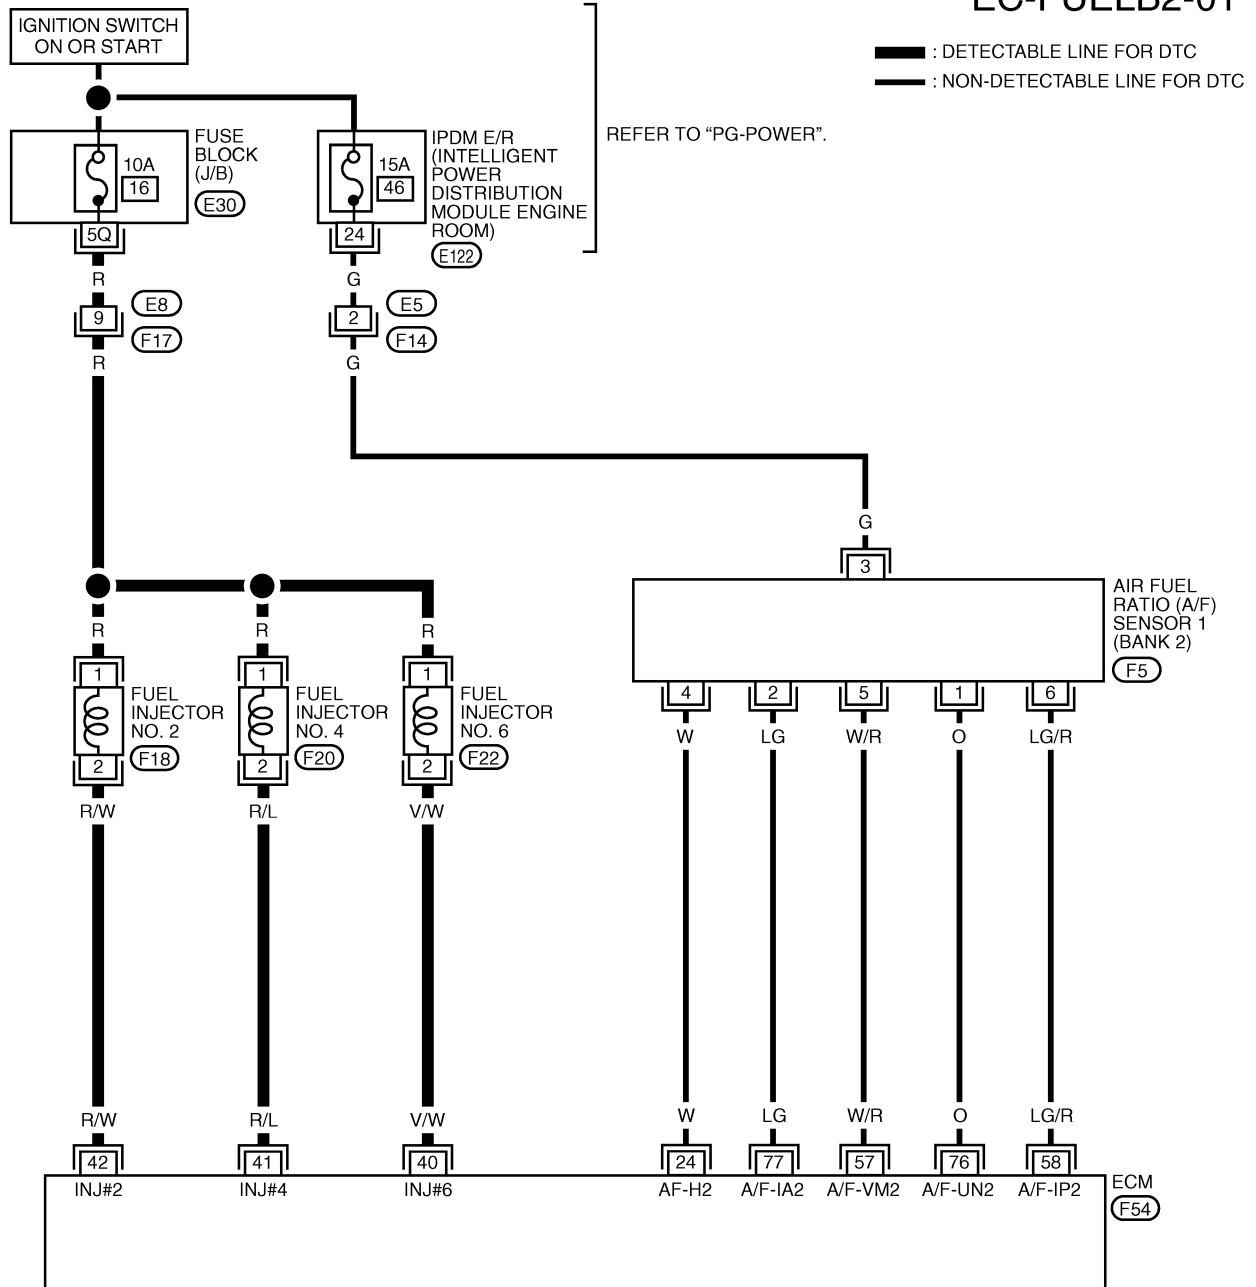 EC-FUELB2-01
IGNITION SWITCH
ON OR START
: DETECTABLE LINE FOR DTC
: NON-DETECTABLE LINE FOR DTC
REFER TO “PG-POWER”.
10A
16
FUSE
BLOCK
(J/B)
E30
15A
46
IPDM E/R
(INTELLIGENT
POWER
DISTRIBUTION
MODULE ENGINE
ROOM)
E122
5Q
24
R
G
9
E8
F17
2
E5
F14
R
G
G
3
AIR FUEL
RATIO (A/F)
SENSOR 1
(BANK 2)
F5
R
R
R
1
1
1
FUEL
INJECTOR
NO. 2
F18
FUEL
INJECTOR
NO. 4
F20
FUEL
INJECTOR
NO. 6
F22
2
2
2
4
2
5
1
6
W
LG
W/R
O
LG/R
R/W
R/L
V/W
R/W
R/L
V/W
W
LG
W/R
O
LG/R
42
41
40
24
77
57
76
58
INJ#2
INJ#4
INJ#6
AF-H2
A/F-IA2
A/F-VM2
A/F-UN2
A/F-IP2
ECM
F54